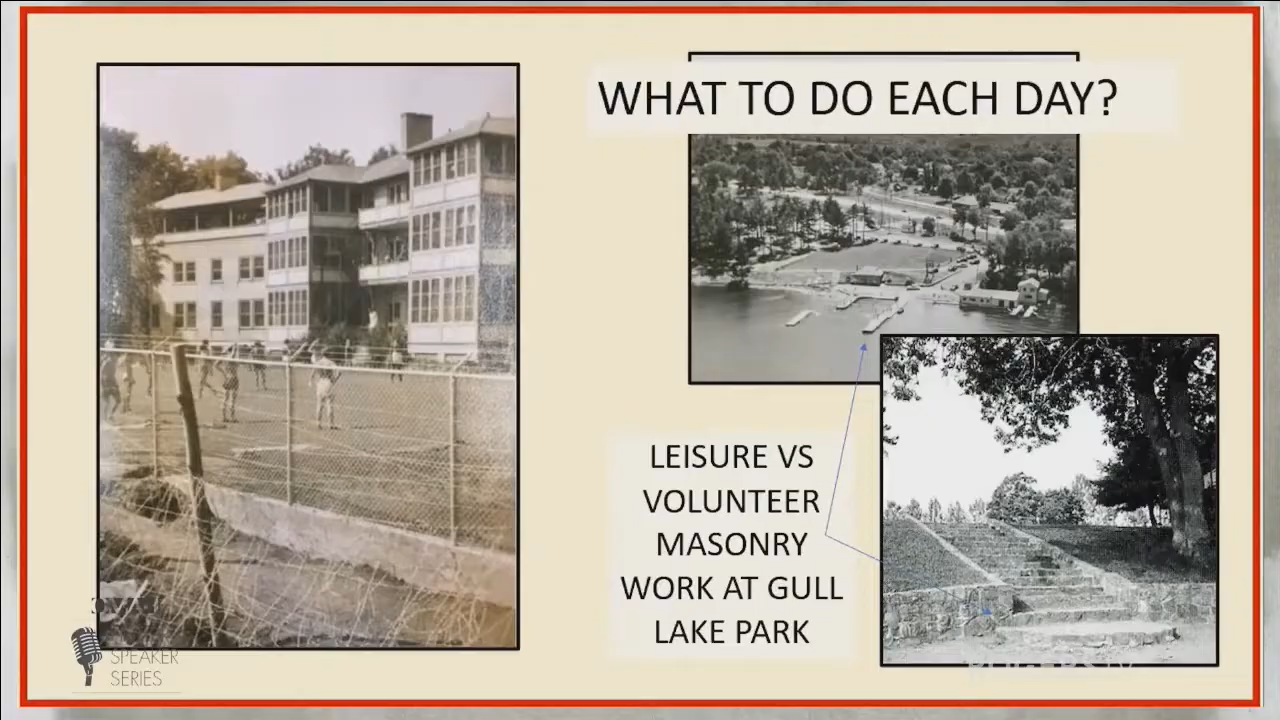 WHAT TO DO EACH DAY?
LEISURE VS
VOLUNTEER
MASONRY
WORK AT GULL
LAKE PARK
SPEAKER
SERIES